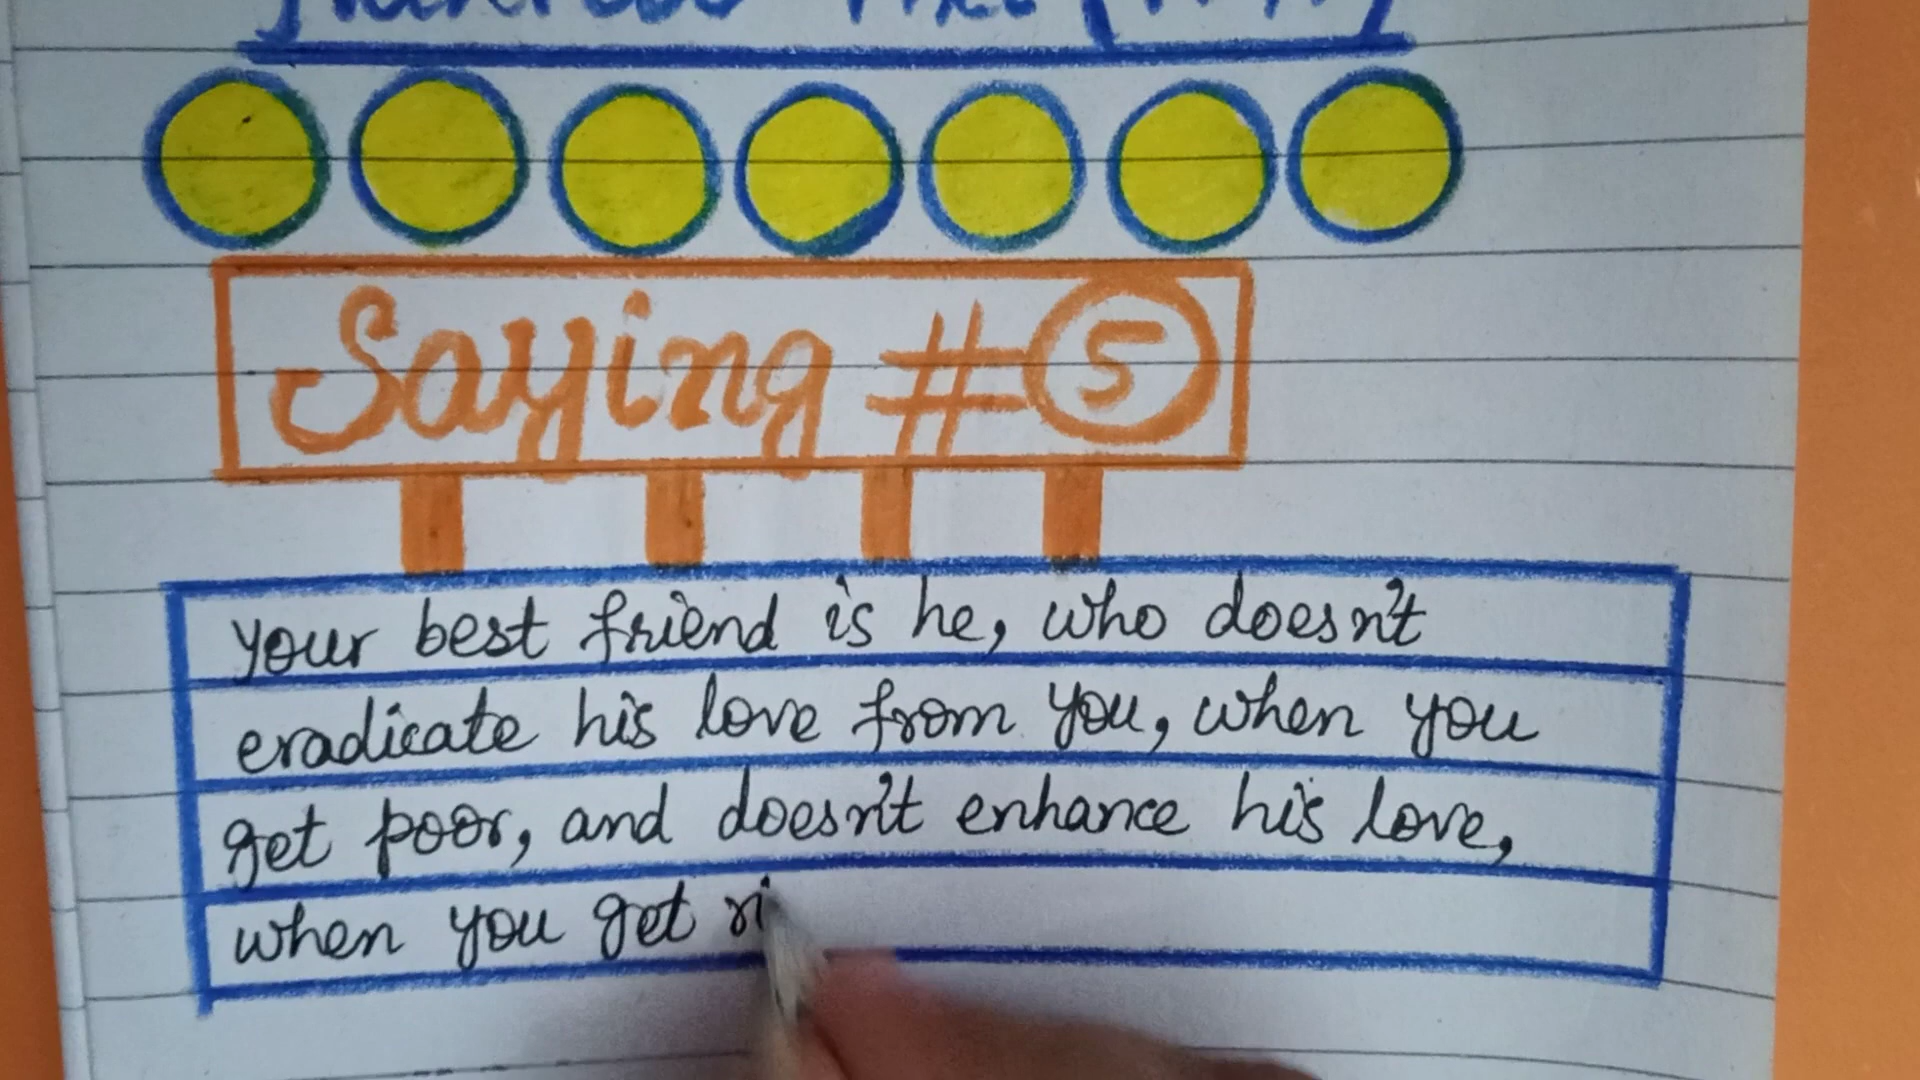 Saying #5
your best friend is he, who doesn't
eradicate his love from you, when you
get poor, and doesn't enhance his love,
when you get ri